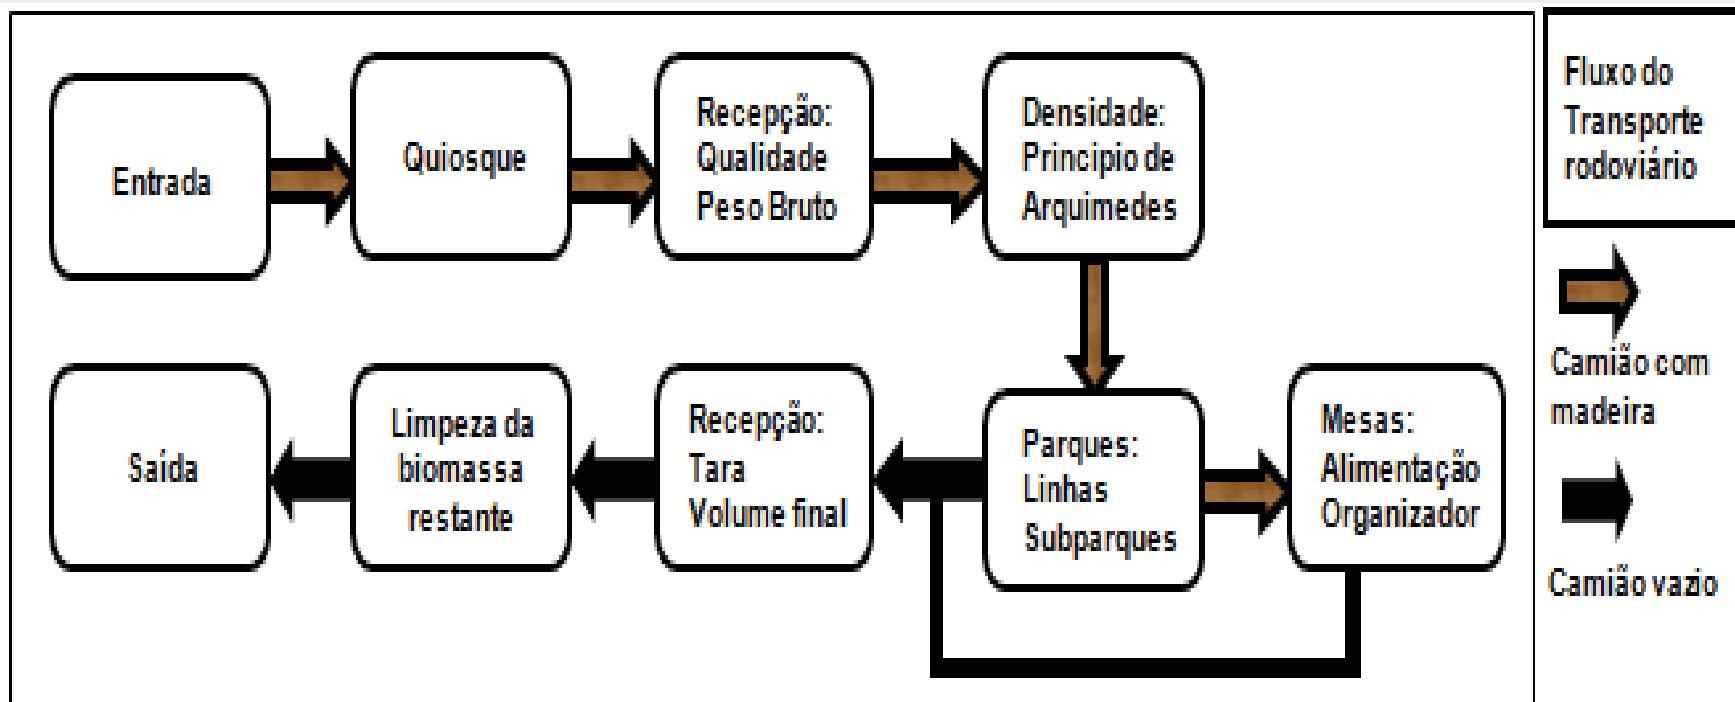 Entrada
Quiosque
Recepção:
Qualidade
Peso Bruto
Densidade:
Principio de
Arquimedes
Fluxo do
Transporte
rodoviário
Camião com
madeira
Camião vazio
Saída
Limpeza da
biomassa
restante
Recepção:
Tara
Volume final
Parques:
Linhas
Subparques
Mesas:
Alimentação
Organizador